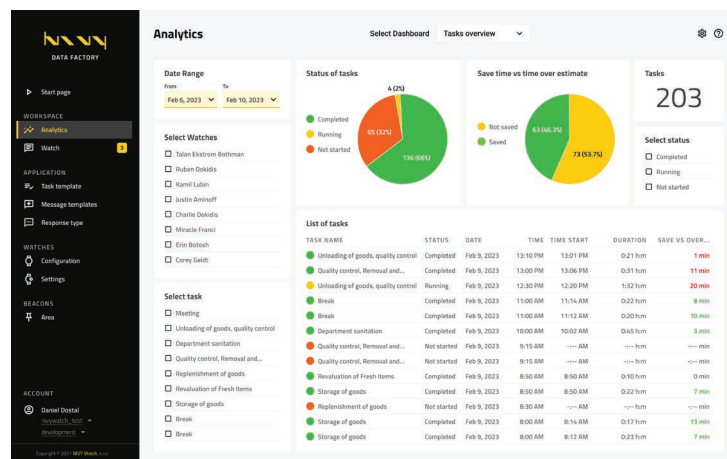 NIVY
DATA FACTORY
Start page
WORKSPACE
Analytics
Watch 3
APPLICATION
Task template
Message templates
Response type
WATCHES
Configuration
Settings
BEACONS
Area
ACCOUNT
Daniel Dostal
nivywatch_test
development
Copyright © 2021 NIVY Watch
Analytics
Select Dashboard Tasks overview
Date Range
From To
Feb 6, 2023 Feb 10, 2023
Select Watches
Talan Ekstrom Bothman
Ruben Dokidis
Kamil Lubin
Justin Aminoff
Charlie Dokidis
Miracle Franci
Erin Botosh
Corey Geidt
Select task
Meeting
Unloading of goods, quality control
Department sanitation
Quality control, Removal and...
Replenishment of goods
Revaluation of Fresh Items
Storage of goods
Break
Break
Status of tasks
Completed
Running
Not started
4 (2%)
65 (32%)
136 (66%)
Save time vs time over estimate
Not saved
Saved
63 (46.3%)
73 (53.7%)
Tasks
203
Select status
Completed
Running
Not started
List of tasks
TASK NAME STATUS DATE TIME TIME START DURATION SAVE VS OVER...
Unloading of goods, quality control Completed Feb 9, 2023 13:10 PM 13:01 PM 0:21 h:m 1 min
Quality control, Removal and... Completed Feb 9, 2023 13:00 PM 13:06 PM 0:31 h:m 11 min
Unloading of goods, quality control Running Feb 9, 2023 12:30 PM 12:20 PM 1:32 h:m 20 min
Break Completed Feb 9, 2023 11:00 AM 11:14 AM 0:22 h:m 8 min
Break Completed Feb 9, 2023 11:00 AM 11:12 AM 0:20 h:m 10 min
Department sanitation Completed Feb 9, 2023 10:00 AM 10:02 AM 0:45 h:m 3 min
Quality control, Removal and... Not started Feb 9, 2023 9:15 AM -:-- AM -:-- h:m -:-- min
Quality control, Removal and... Not started Feb 9, 2023 9:15 AM -:-- AM -:-- h:m -:-- min
Revaluation of Fresh Items Completed Feb 9, 2023 8:50 AM 8:50 AM 0:10 h:m 0 min
Storage of goods Completed Feb 9, 2023 8:50 AM 8:50 AM 0:22 h:m 7 min
Replenishment of goods Not started Feb 9, 2023 8:30 AM -:-- AM -:-- h:m -:-- min
Storage of goods Completed Feb 9, 2023 8:00 AM 8:14 AM 0:17 h:m 13 min
Storage of goods Completed Feb 9, 2023 8:00 AM 8:12 AM 0:23 h:m 7 min